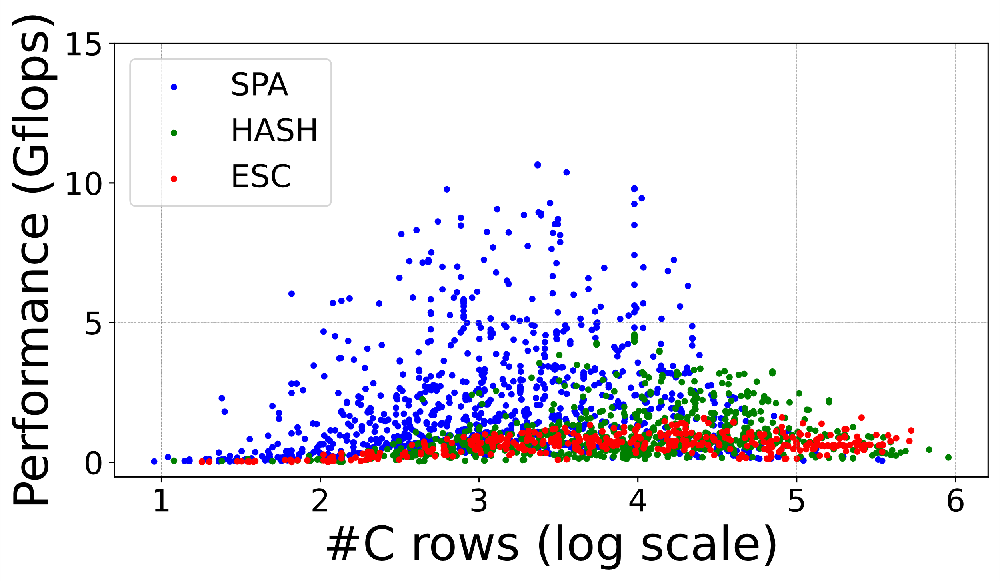 Performance (Gflops)
15
10
5
0
SPA
HASH
ESC
1 2 3 4 5 6
#C rows (log scale)